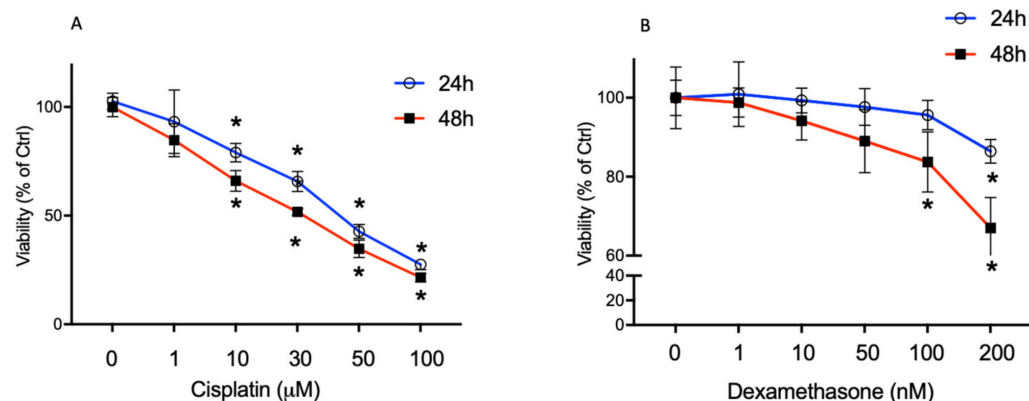 A
24h
48h
Viability (% of Ctrl)
100
50
0
* * * *
* * * *
0 1 10 30 50 100
Cisplatin (μM)
B
24h
48h
Viability (% of Ctrl)
100
80
60
40
20
0
*
* *
0 1 10 50 100 200
Dexamethasone (nM)